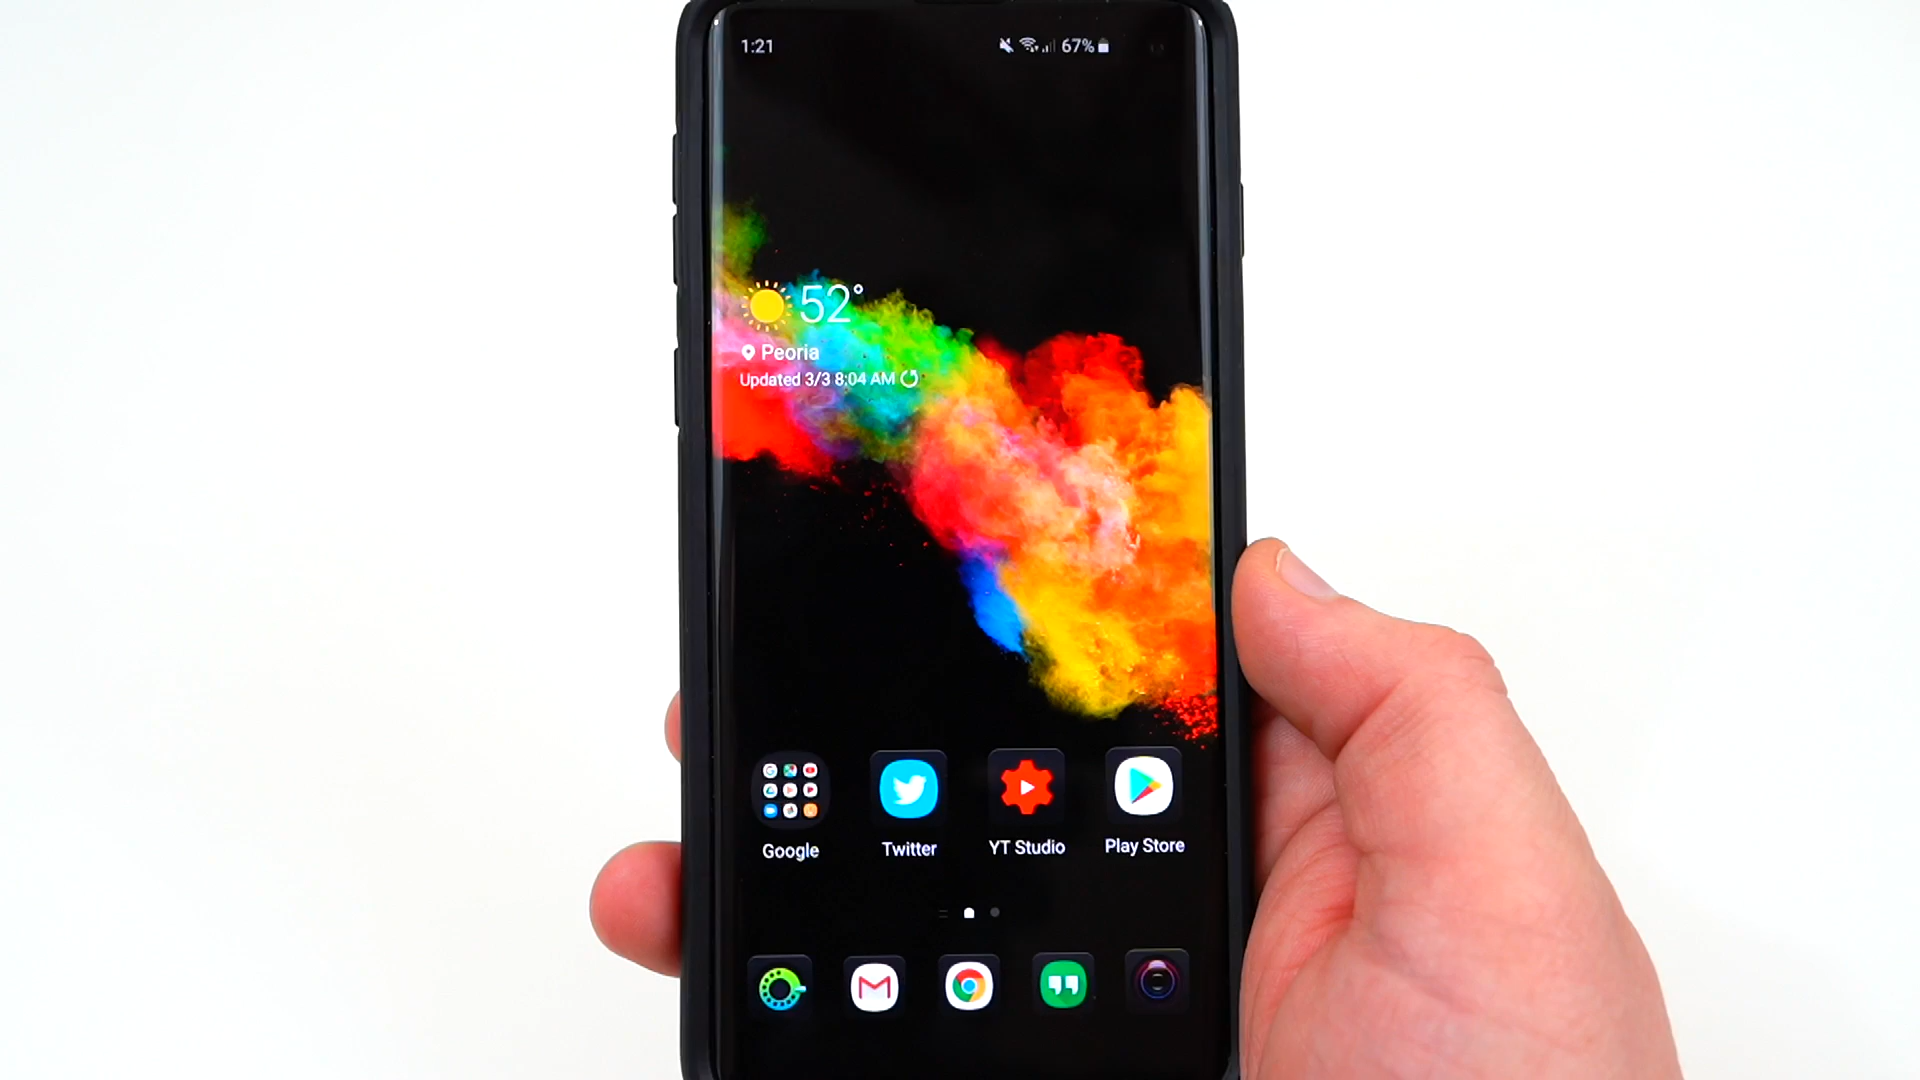 1:21
67%
52°
Peoria
Updated 3/3 8:04 AM
Google
Twitter
YT Studio
Play Store